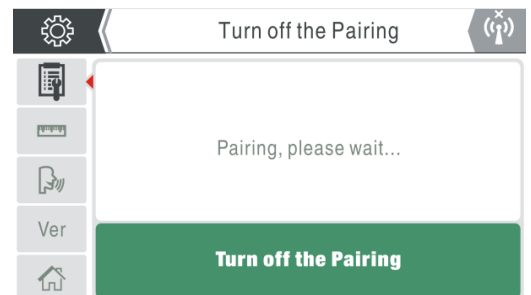 Turn off the Pairing
Pairing, please wait...
Ver
Turn off the Pairing